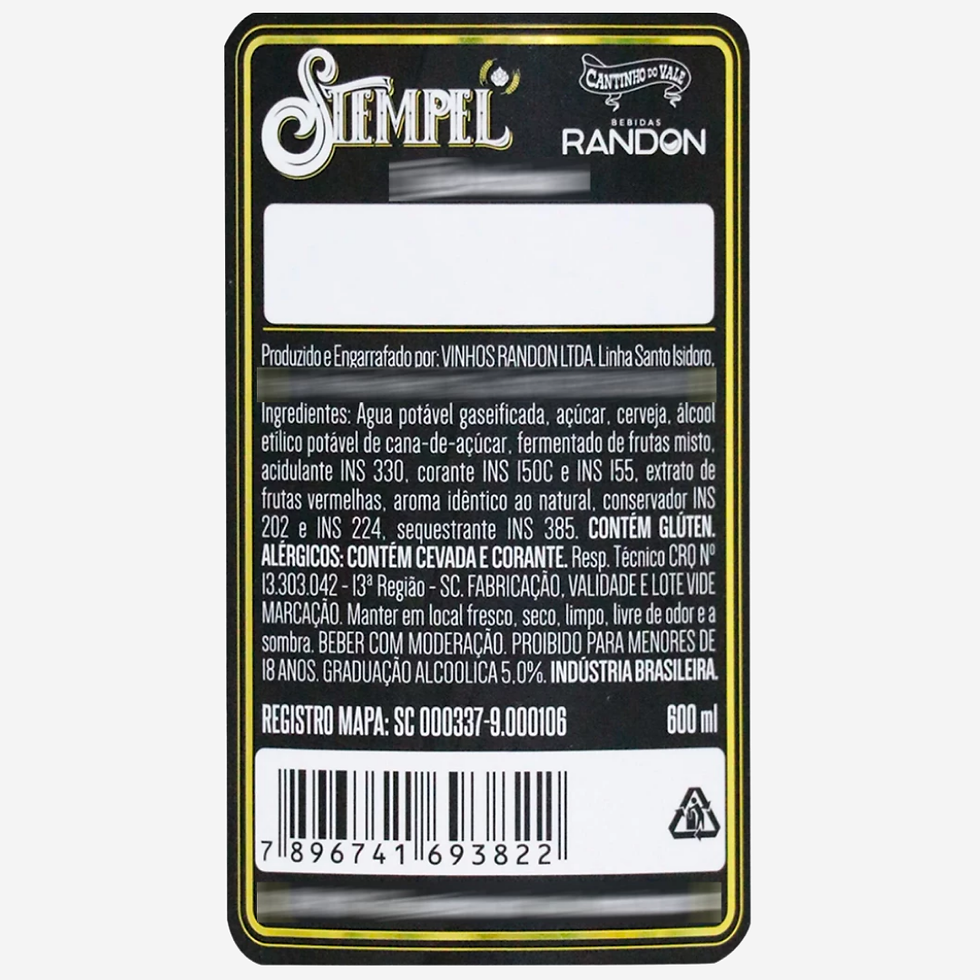 STEMPEL
CANTINHO DO VALE
BEBIDAS
RANDON
Produzido e Engarrafado por: VINHOS RANDON LTDA. Linha Santo Isidoro,
Ingredientes: Água potável gaseificada, açúcar, cerveja, álcool
etílico potável de cana-de-açúcar, fermentado de frutas misto,
acidulante INS 330, corante INS 150C e INS 155, extrato de
frutas vermelhas, aroma idêntico ao natural, conservador INS
202 e INS 224, sequestrante INS 385. CONTÉM GLÚTEN.
ALÉRGICOS: CONTÉM CEVADA E CORANTE. Resp. Técnico CRQ Nº
13.303.042 - 13ª Região - SC. FABRICAÇÃO, VALIDADE E LOTE VIDE
MARCAÇÃO. Manter em local fresco, seco, limpo, livre de odor e a
sombra. BEBER COM MODERAÇÃO. PROIBIDO PARA MENORES DE
18 ANOS. GRADUAÇÃO ALCOÓLICA 5,0%. INDÚSTRIA BRASILEIRA.
REGISTRO MAPA: SC 000337-9.000106 600 ml
7 896741 693822